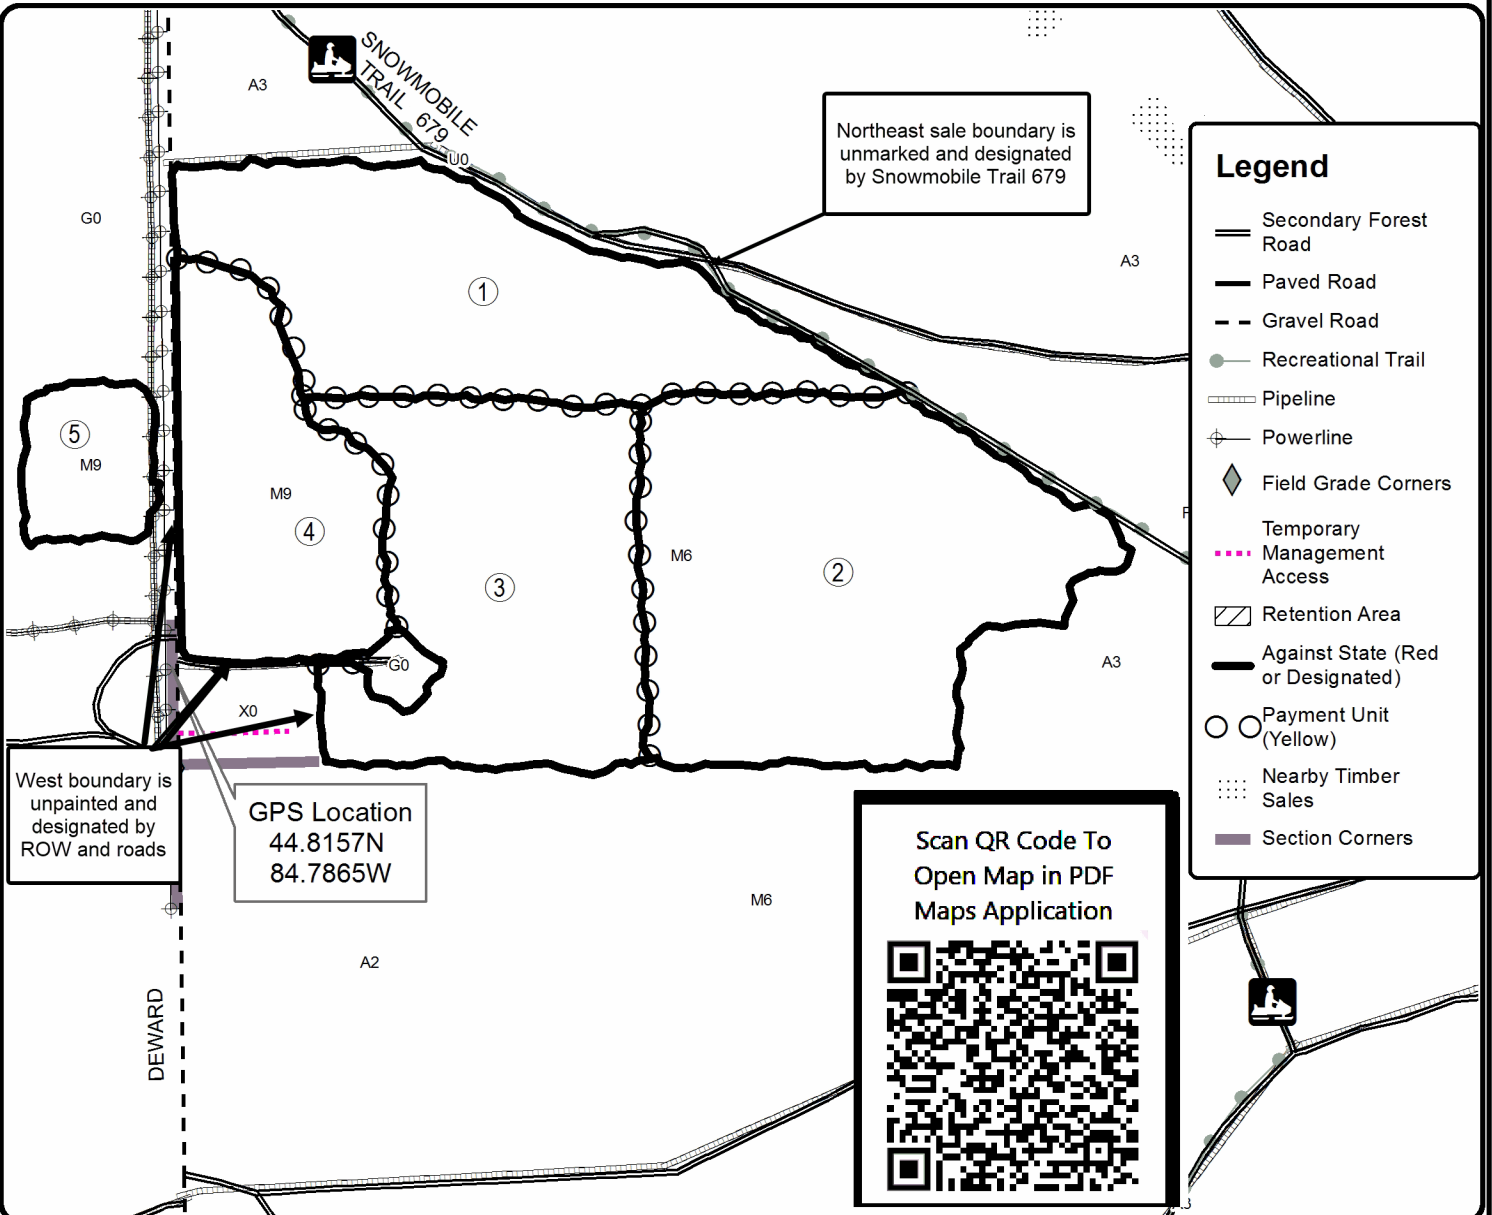 SNOWMOBILE
TRAIL
679
A3
U0
G0
Northeast sale boundary is
unmarked and designated
by Snowmobile Trail 679
A3
1
5
M9
M9
4
3
M6
2
A3
G0
X0
West boundary is
unpainted and
designated by
ROW and roads
GPS Location
44.8157N
84.7865W
M6
A2
DEWARD
Legend
Secondary Forest
Road
Paved Road
Gravel Road
Recreational Trail
Pipeline
Powerline
Field Grade Corners
Temporary
Management
Access
Retention Area
Against State (Red
or Designated)
Payment Unit
(Yellow)
Nearby Timber
Sales
Section Corners
Scan QR Code To
Open Map in PDF
Maps Application